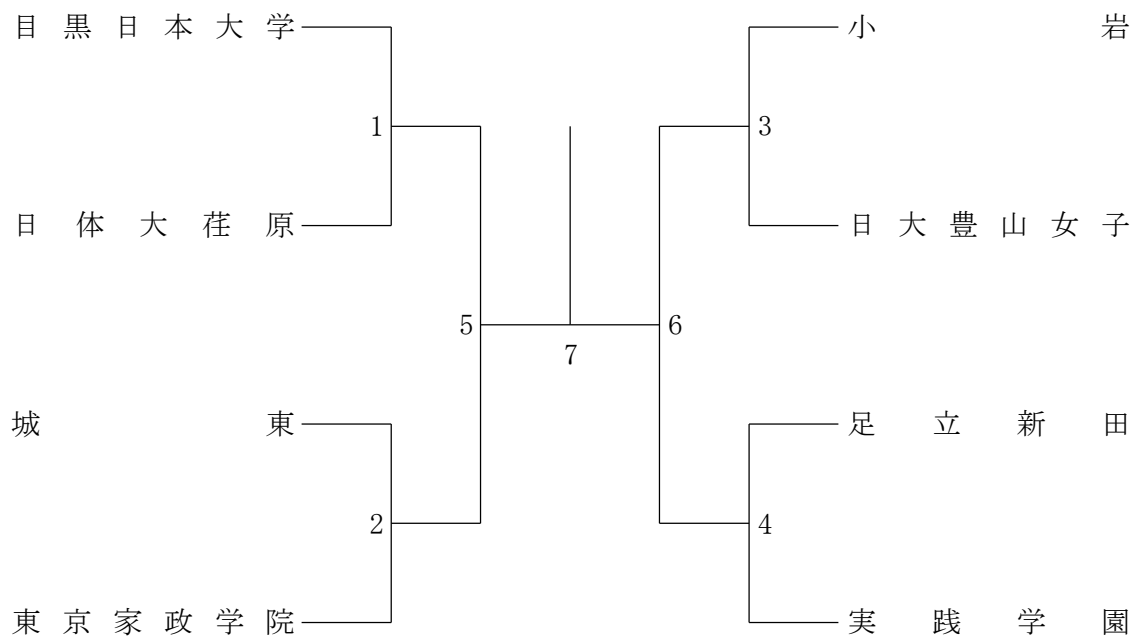 目黒日本大学
小岩
1
3
日体大荏原
日大豊山女子
5
6
7
城東
足立新田
2
4
東京家政学院
実践学園